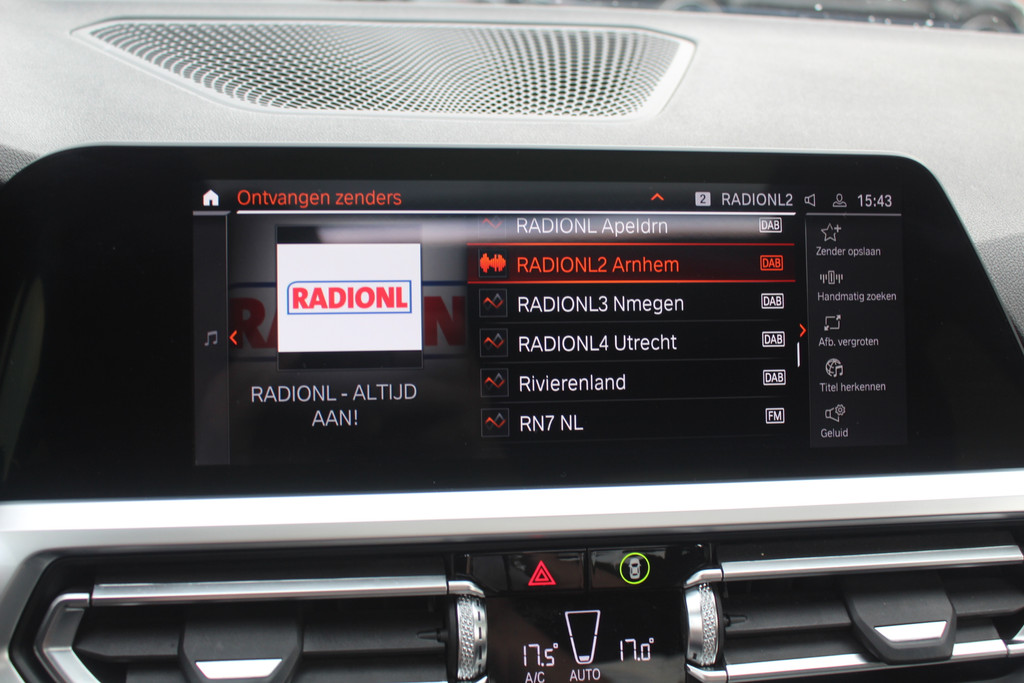 Ontvangen zenders
2 RADIONL2 15:43
RADIONL
RADIONL - ALTIJD
AAN!
RADIONL Apeldrn DAB
RADIONL2 Arnhem DAB
RADIONL3 Nmegen DAB
RADIONL4 Utrecht DAB
Rivierenland DAB
RN7 NL FM
Zender opslaan
Handmatig zoeken
Afb. vergroten
Titel herkennen
Geluid
17.5° 17.0°
A/C AUTO